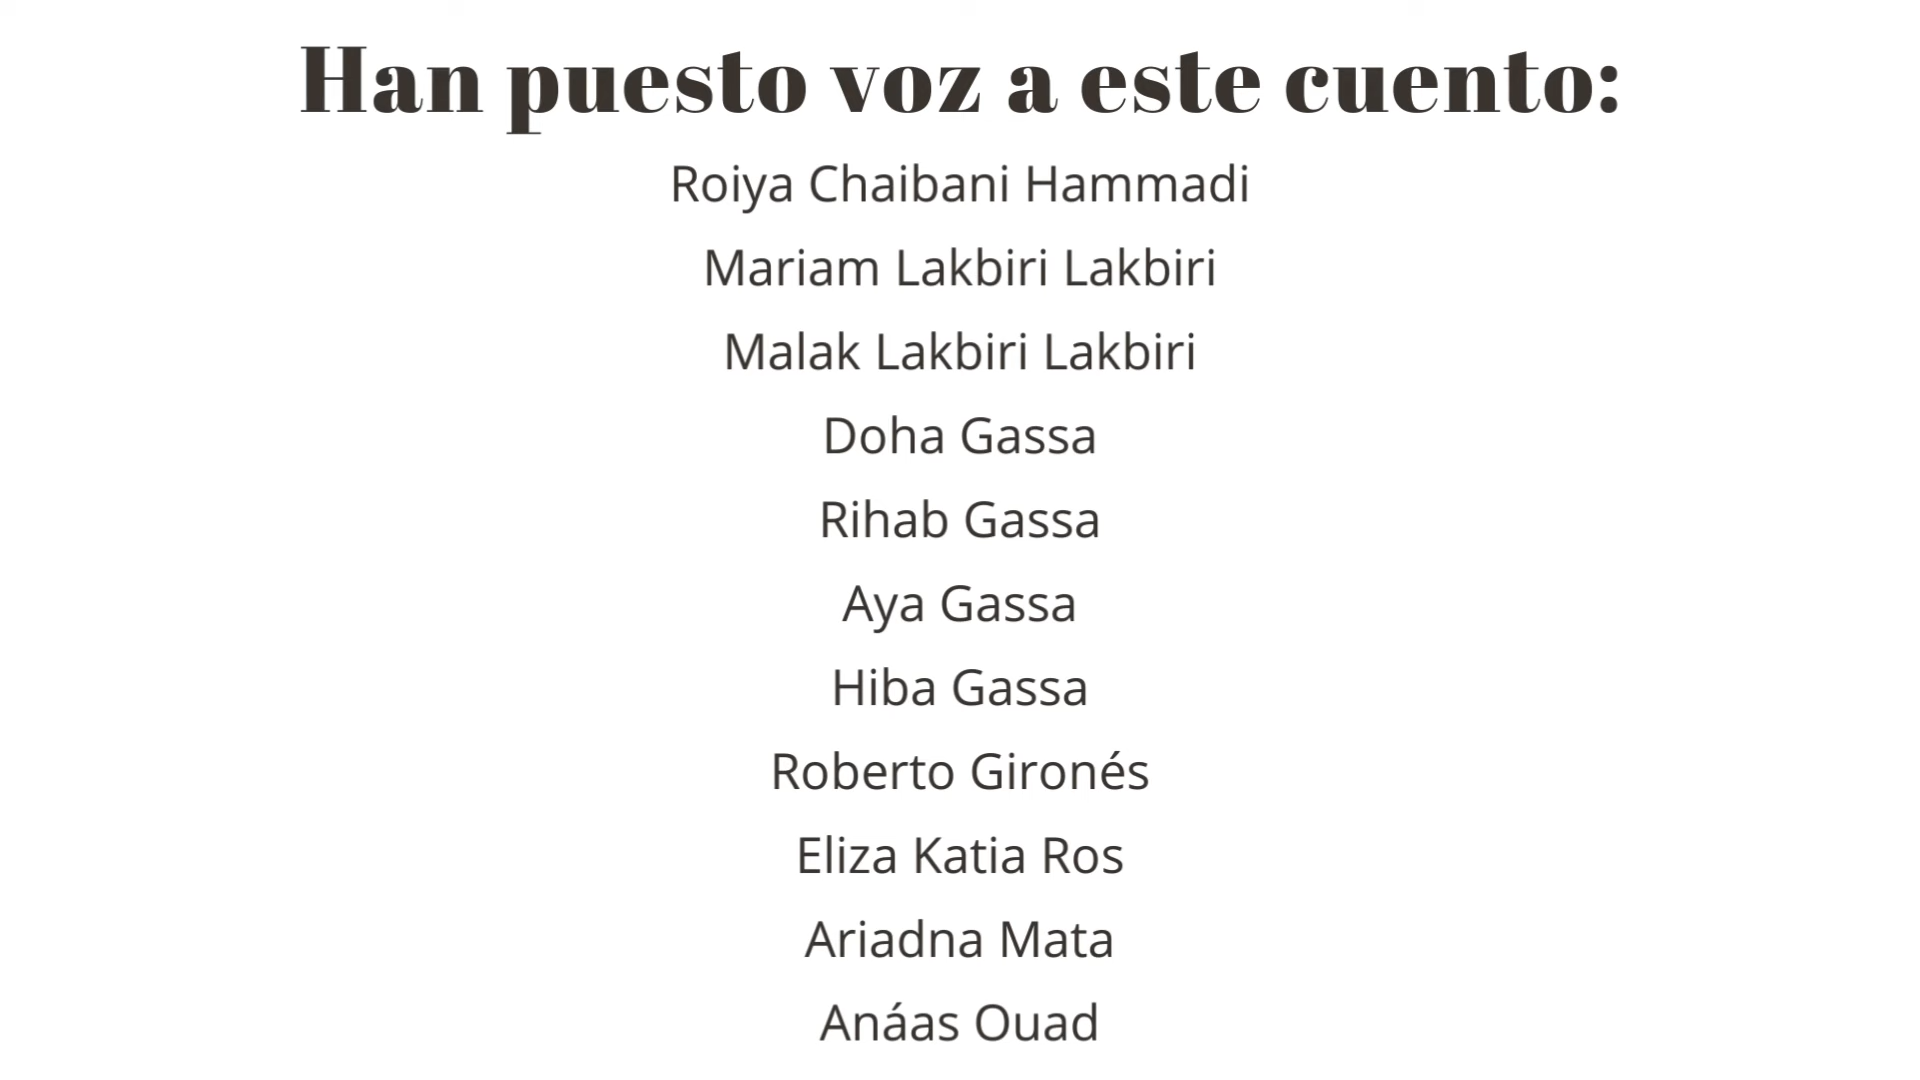 Han puesto voz a este cuento:
Roiya Chaibani Hammadi
Mariam Lakbiri Lakbiri
Malak Lakbiri Lakbiri
Doha Gassa
Rihab Gassa
Aya Gassa
Hiba Gassa
Roberto Gironés
Eliza Katia Ros
Ariadna Mata
Anáas Ouad